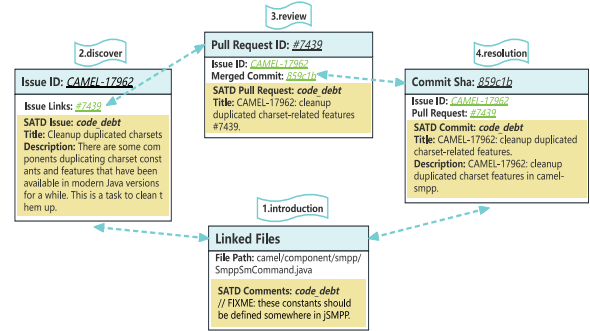 3.review
2.discover
4.resolution
Pull Request ID: #7439
Issue ID: CAMEL-17962
Merged Commit: 859c1b
SATD Pull Request: code_debt
Title: CAMEL-17962: cleanup
duplicated charset-related features
#7439.
Issue ID: CAMEL-17962
Issue Links: #7439
SATD Issue: code_debt
Title: Cleanup duplicated charsets
Description: There are some com
ponents duplicating charset const
ants and features that have been
available in modern Java versions
for a while. This is a task to clean t
hem up.
Commit Sha: 859c1b
Issue ID: CAMEL-17962
Pull Request: #7439
SATD Commit: code_debt
Title: CAMEL-17962: cleanup duplicated
charset-related features.
Description: CAMEL-17962: cleanup
duplicated charset features in camel-
smpp.
1.introduction
Linked Files
File Path: camel/component/smpp/
SmppSmCommand.java
SATD Comments: code_debt
// FIXME: these constants should
be defined somewhere in jSMPP.